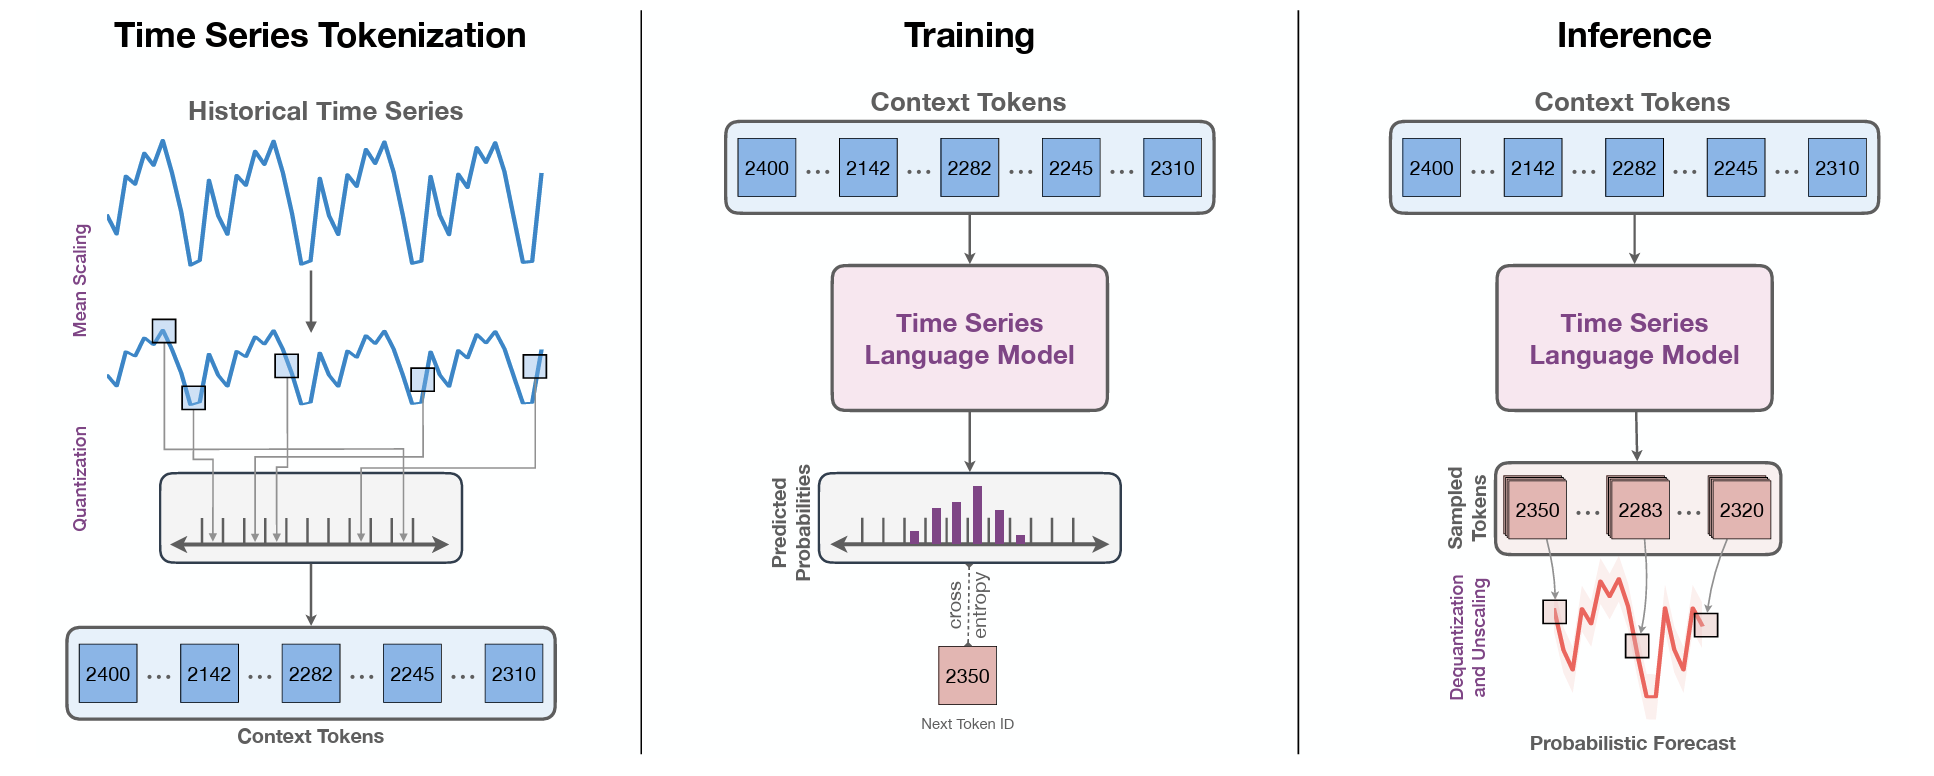 Time Series Tokenization
Historical Time Series
Mean Scaling
Quantization
2400 ... 2142 ... 2282 ... 2245 ... 2310
Context Tokens
Training
Context Tokens
2400 ... 2142 ... 2282 ... 2245 ... 2310
Time Series
Language Model
Predicted
Probabilities
cross
entropy
2350
Next Token ID
Inference
Context Tokens
2400 ... 2142 ... 2282 ... 2245 ... 2310
Time Series
Language Model
Sampled
Tokens
2350 ... 2283 ... 2320
Dequantization
and Unscaling
Probabilistic Forecast